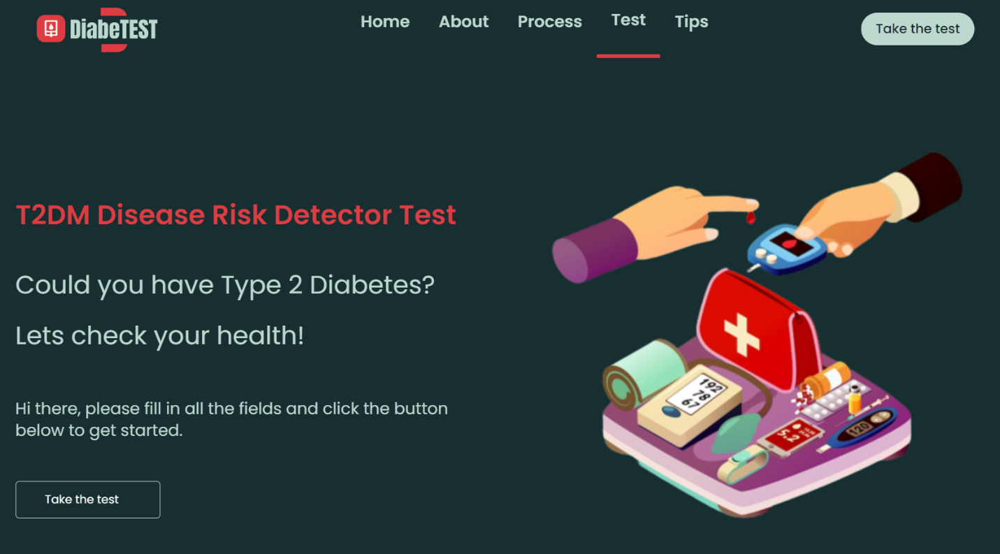 DiabeTEST
Home About Process Test Tips
Take the test
T2DM Disease Risk Detector Test
Could you have Type 2 Diabetes?
Lets check your health!
Hi there, please fill in all the fields and click the button
below to get started.
Take the test
192
78
67
5.2
120